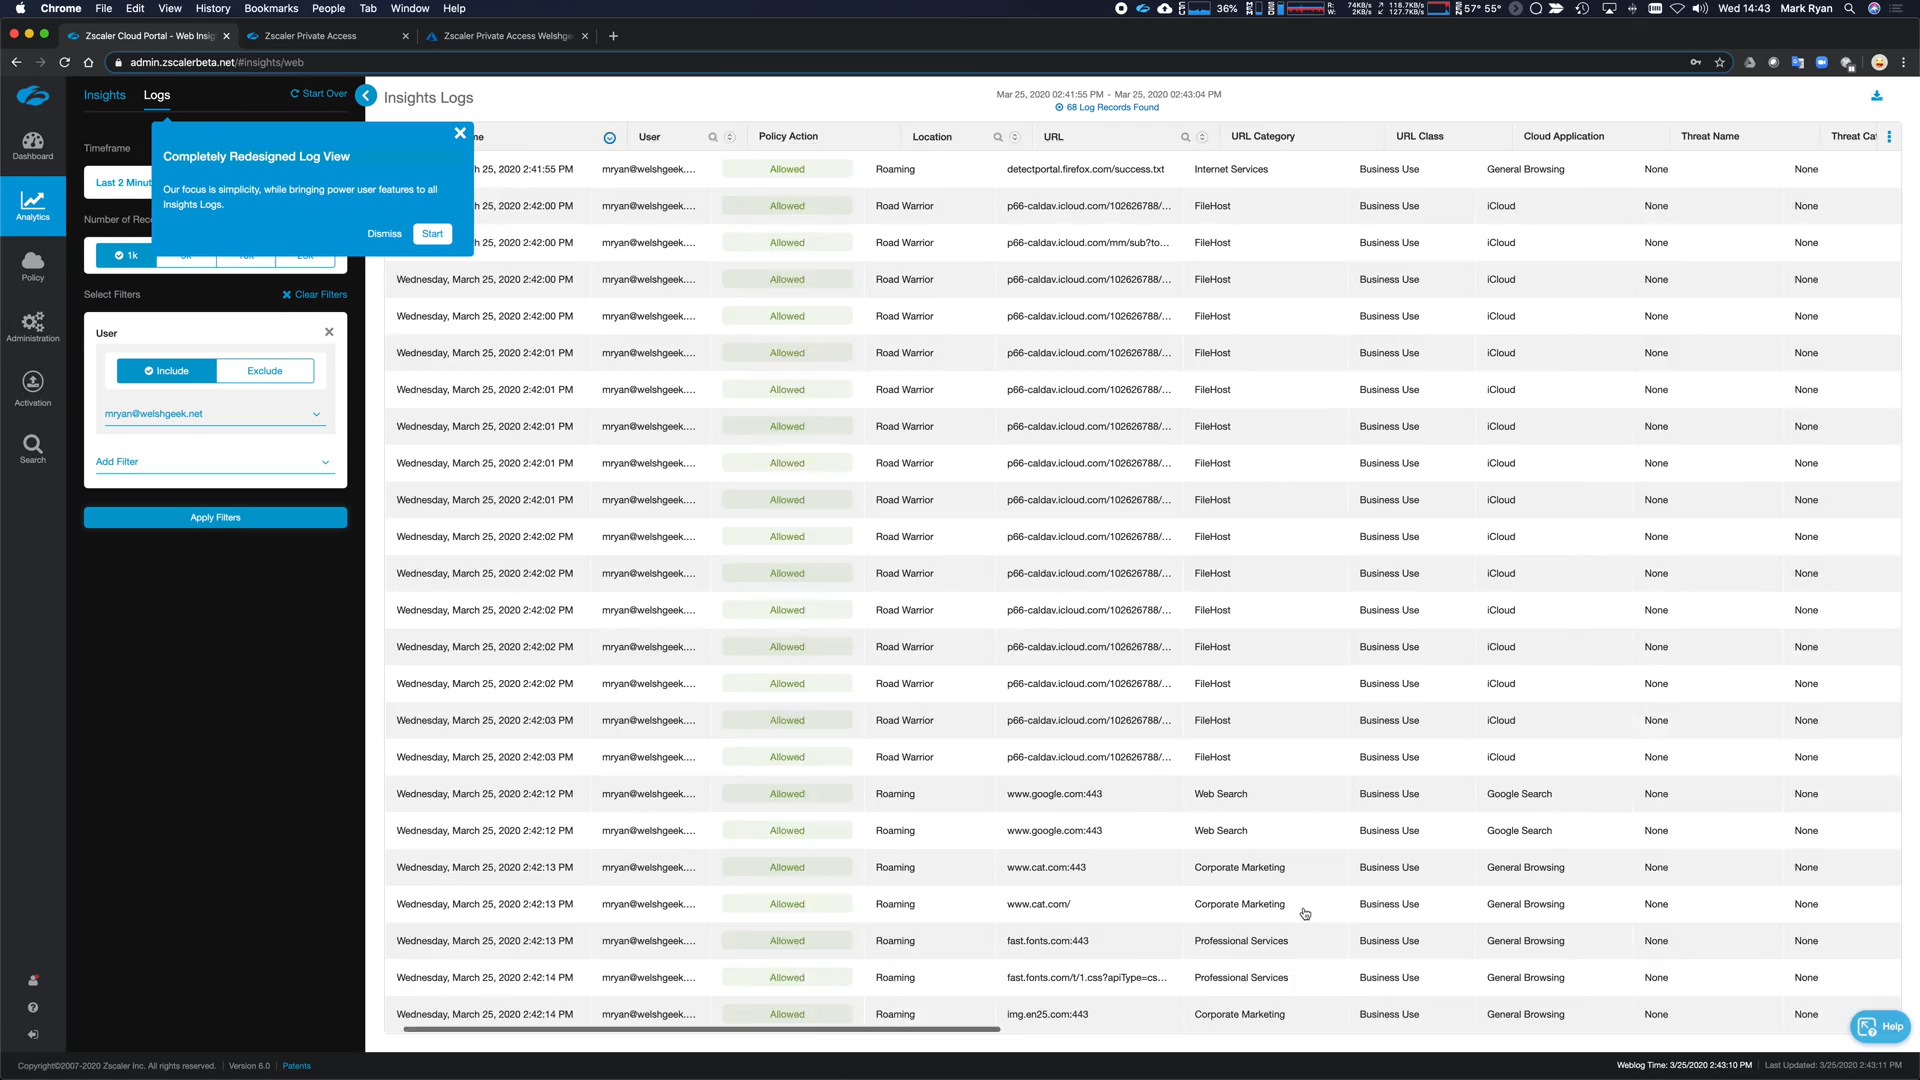 Chrome File Edit View History Bookmarks People Tab Window Help
36% 74KB/s 2KB/s 118.7KB/s 127.7KB/s 57° 55° Wed 14:43 Mark Ryan
Zscaler Cloud Portal - Web Insig
Zscaler Private Access
Zscaler Private Access Welshge
admin.zscalerbeta.net/#insights/web
Insights Logs Start Over
Insights Logs
Mar 25, 2020 02:41:55 PM - Mar 25, 2020 02:43:04 PM
68 Log Records Found
Dashboard
Analytics
Policy
Administration
Activation
Search
Timeframe
Last 2 Minut
Number of Rec
1k
Completely Redesigned Log View
Our focus is simplicity, while bringing power user features to all
Insights Logs.
Dismiss Start
Select Filters Clear Filters
User
Include Exclude
mryan@welshgeek.net
Add Filter
Apply Filters
me User Policy Action Location URL URL Category URL Class Cloud Application Threat Name Threat Cat
h 25, 2020 2:41:55 PM mryan@welshgeek.... Allowed Roaming detectportal.firefox.com/success.txt Internet Services Business Use General Browsing None None
h 25, 2020 2:42:00 PM mryan@welshgeek.... Allowed Road Warrior p66-caldav.icloud.com/102626788/... FileHost Business Use iCloud None None
h 25, 2020 2:42:00 PM mryan@welshgeek.... Allowed Road Warrior p66-caldav.icloud.com/mm/sub?to... FileHost Business Use iCloud None None
Wednesday, March 25, 2020 2:42:00 PM mryan@welshgeek.... Allowed Road Warrior p66-caldav.icloud.com/102626788/... FileHost Business Use iCloud None None
Wednesday, March 25, 2020 2:42:00 PM mryan@welshgeek.... Allowed Road Warrior p66-caldav.icloud.com/102626788/... FileHost Business Use iCloud None None
Wednesday, March 25, 2020 2:42:01 PM mryan@welshgeek.... Allowed Road Warrior p66-caldav.icloud.com/102626788/... FileHost Business Use iCloud None None
Wednesday, March 25, 2020 2:42:01 PM mryan@welshgeek.... Allowed Road Warrior p66-caldav.icloud.com/102626788/... FileHost Business Use iCloud None None
Wednesday, March 25, 2020 2:42:01 PM mryan@welshgeek.... Allowed Road Warrior p66-caldav.icloud.com/102626788/... FileHost Business Use iCloud None None
Wednesday, March 25, 2020 2:42:01 PM mryan@welshgeek.... Allowed Road Warrior p66-caldav.icloud.com/102626788/... FileHost Business Use iCloud None None
Wednesday, March 25, 2020 2:42:01 PM mryan@welshgeek.... Allowed Road Warrior p66-caldav.icloud.com/102626788/... FileHost Business Use iCloud None None
Wednesday, March 25, 2020 2:42:02 PM mryan@welshgeek.... Allowed Road Warrior p66-caldav.icloud.com/102626788/... FileHost Business Use iCloud None None
Wednesday, March 25, 2020 2:42:02 PM mryan@welshgeek.... Allowed Road Warrior p66-caldav.icloud.com/102626788/... FileHost Business Use iCloud None None
Wednesday, March 25, 2020 2:42:02 PM mryan@welshgeek.... Allowed Road Warrior p66-caldav.icloud.com/102626788/... FileHost Business Use iCloud None None
Wednesday, March 25, 2020 2:42:02 PM mryan@welshgeek.... Allowed Road Warrior p66-caldav.icloud.com/102626788/... FileHost Business Use iCloud None None
Wednesday, March 25, 2020 2:42:02 PM mryan@welshgeek.... Allowed Road Warrior p66-caldav.icloud.com/102626788/... FileHost Business Use iCloud None None
Wednesday, March 25, 2020 2:42:03 PM mryan@welshgeek.... Allowed Road Warrior p66-caldav.icloud.com/102626788/... FileHost Business Use iCloud None None
Wednesday, March 25, 2020 2:42:03 PM mryan@welshgeek.... Allowed Road Warrior p66-caldav.icloud.com/102626788/... FileHost Business Use iCloud None None
Wednesday, March 25, 2020 2:42:12 PM mryan@welshgeek.... Allowed Roaming www.google.com:443 Web Search Business Use Google Search None None
Wednesday, March 25, 2020 2:42:12 PM mryan@welshgeek.... Allowed Roaming www.google.com:443 Web Search Business Use Google Search None None
Wednesday, March 25, 2020 2:42:13 PM mryan@welshgeek.... Allowed Roaming www.cat.com:443 Corporate Marketing Business Use General Browsing None None
Wednesday, March 25, 2020 2:42:13 PM mryan@welshgeek.... Allowed Roaming www.cat.com/ Corporate Marketing Business Use General Browsing None None
Wednesday, March 25, 2020 2:42:13 PM mryan@welshgeek.... Allowed Roaming fast.fonts.com:443 Professional Services Business Use General Browsing None None
Wednesday, March 25, 2020 2:42:14 PM mryan@welshgeek.... Allowed Roaming fast.fonts.com/t/1.css?apiType=cs... Professional Services Business Use General Browsing None None
Wednesday, March 25, 2020 2:42:14 PM mryan@welshgeek.... Allowed Roaming img.en25.com:443 Corporate Marketing Business Use General Browsing None None
Help
Copyright©2007-2020 Zscaler Inc. All rights reserved. Version 6.0 Patents
Weblog Time: 3/25/2020 2:43:10 PM Last Updated: 3/25/2020 2:43:11 PM